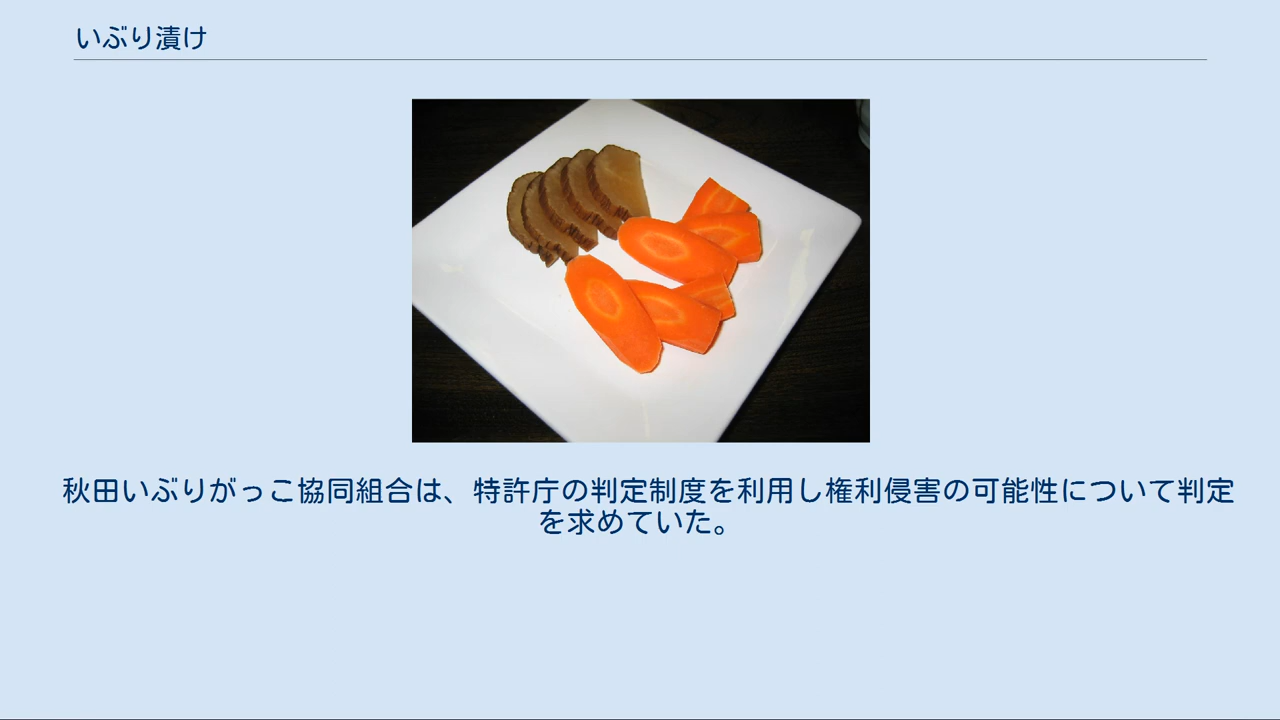 いぶり漬け
秋田いぶりがっこ協同組合は、特許庁の判定制度を利用し権利侵害の可能性について判定
を求めていた。